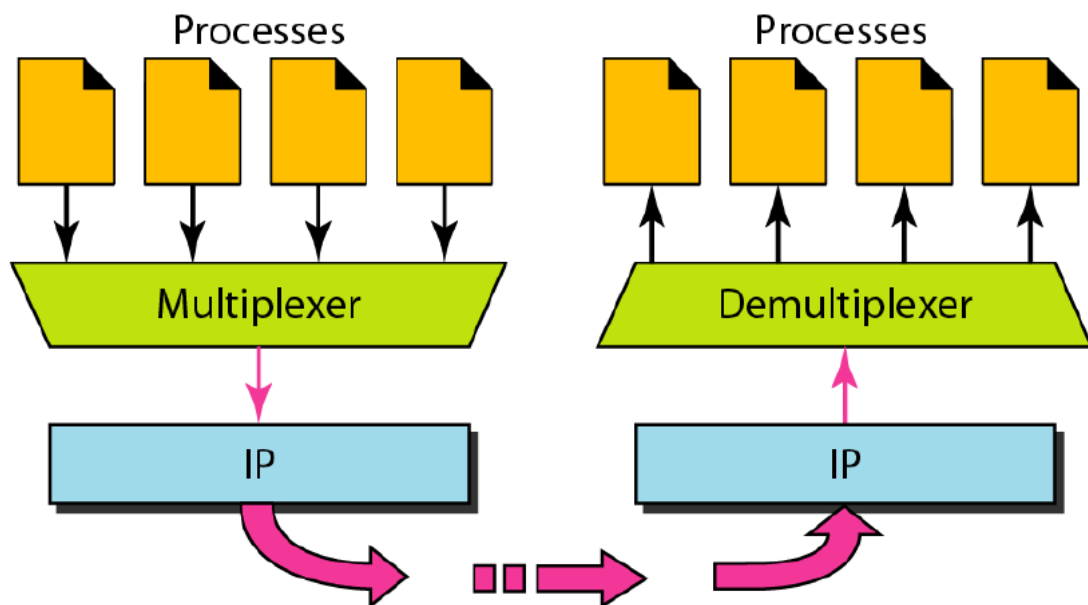 Processes
Processes
Multiplexer
Demultiplexer
IP
IP